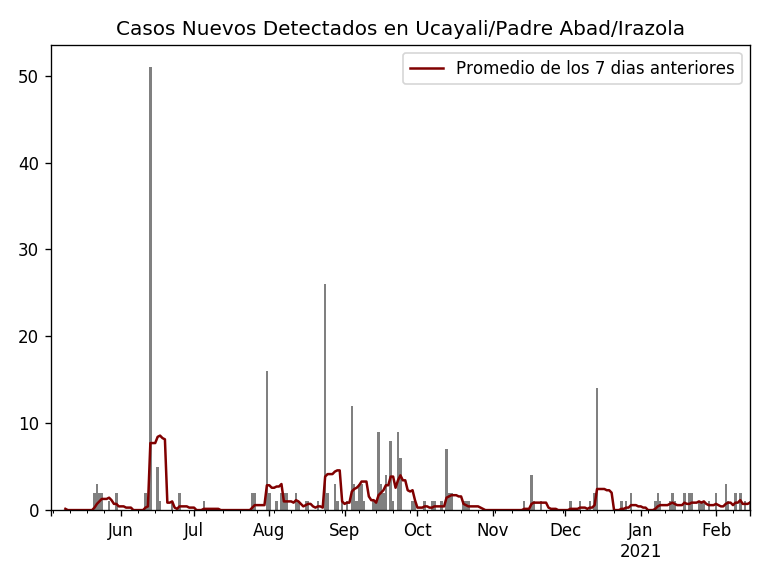 Casos Nuevos Detectados en Ucayali/Padre Abad/Irazola
Promedio de los 7 dias anteriores
50
40
30
20
10
0
Jun Jul Aug Sep Oct Nov Dec Jan Feb
2021